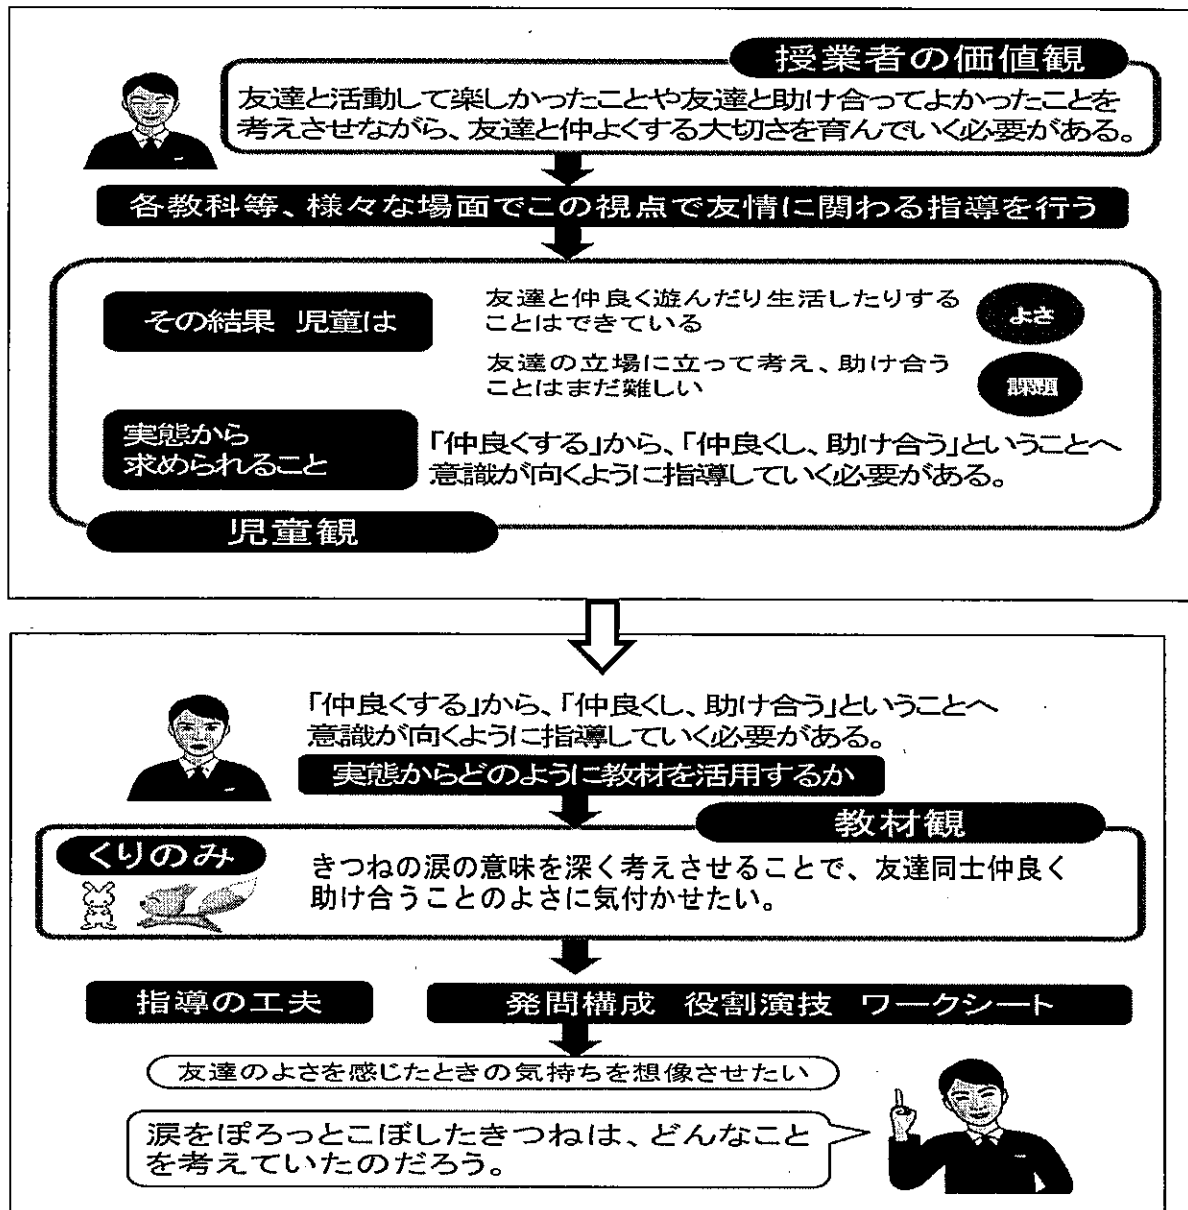 授業者の価値観
友達と活動して楽しかったことや友達と助け合ってよかったことを
考えさせながら、友達と仲よくする大切さを育んでいく必要がある。
各教科等、様々な場面でこの視点で友情に関わる指導を行う
その結果 児童は
友達と仲良く遊んだり生活したりする
ことはできている
よさ
友達の立場に立って考え、助け合う
ことはまだ難しい
課題
実態から
求められること
「仲良くする」から、「仲良くし、助け合う」ということへ
意識が向くように指導していく必要がある。
児童観
「仲良くする」から、「仲良くし、助け合う」ということへ
意識が向くように指導していく必要がある。
実態からどのように教材を活用するか
教材観
くりのみ
きつねの涙の意味を深く考えさせることで、友達同士仲良く
助け合うことのよさに気付かせたい。
指導の工夫
発問構成 役割演技 ワークシート
友達のよさを感じたときの気持ちを想像させたい
涙をぽろっとこぼしたきつねは、どんなこと
を考えていたのだろう。